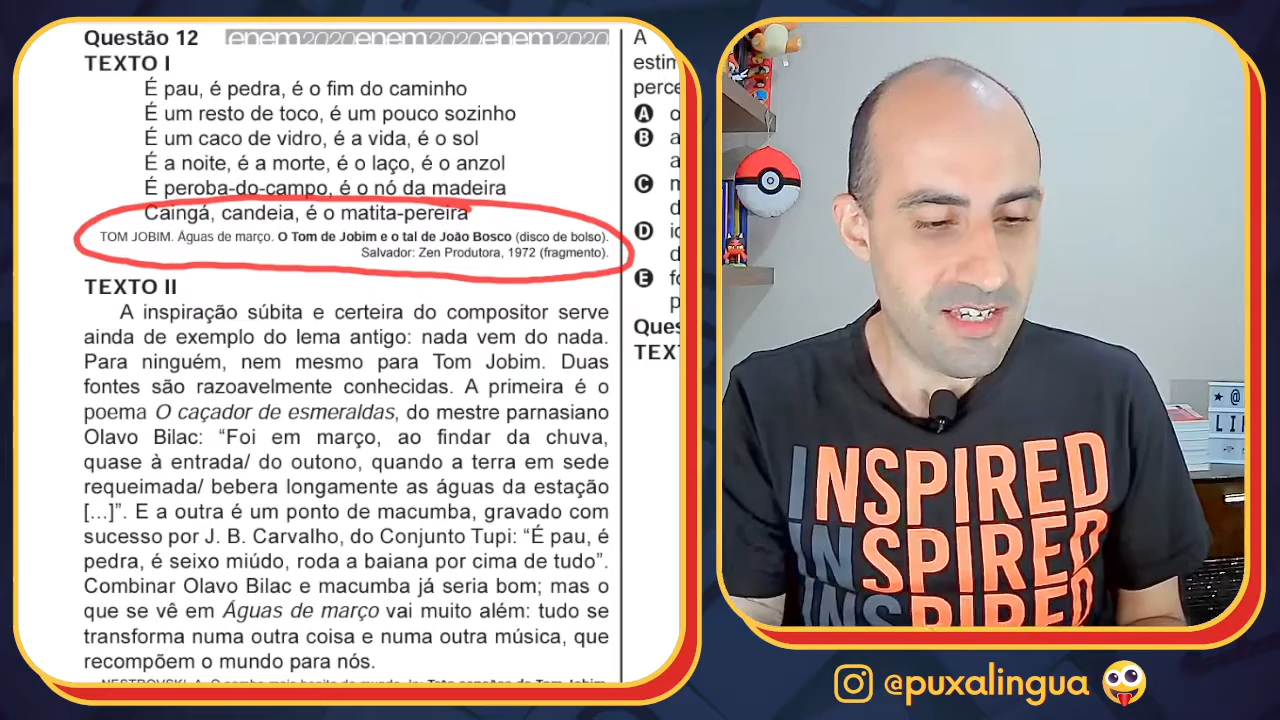 Questão 12 enem2020enem2020enem2020
TEXTO I
É pau, é pedra, é o fim do caminho
É um resto de toco, é um pouco sozinho
É um caco de vidro, é a vida, é o sol
É a noite, é a morte, é o laço, é o anzol
É peroba-do-campo, é o nó da madeira
Caingá, candeia, é o matita-pereira
TOM JOBIM. Águas de março. O Tom de Jobim e o tal de João Bosco (disco de bolso).
Salvador: Zen Produtora, 1972 (fragmento).
TEXTO II
A inspiração súbita e certeira do compositor serve
ainda de exemplo do lema antigo: nada vem do nada.
Para ninguém, nem mesmo para Tom Jobim. Duas
fontes são razoavelmente conhecidas. A primeira é o
poema O caçador de esmeraldas, do mestre parnasiano
Olavo Bilac: “Foi em março, ao findar da chuva,
quase à entrada/ do outono, quando a terra em sede
requeimada/ bebera longamente as águas da estação
[...]”. E a outra é um ponto de macumba, gravado com
sucesso por J. B. Carvalho, do Conjunto Tupi: “É pau, é
pedra, é seixo miúdo, roda a baiana por cima de tudo”.
Combinar Olavo Bilac e macumba já seria bom; mas o
que se vê em Águas de março vai muito além: tudo se
transforma numa outra coisa e numa outra música, que
recompõem o mundo para nós.
A
A
B
C
D
E
INSPIRED
INSPIRED
INSPIRED
@
@puxalingua